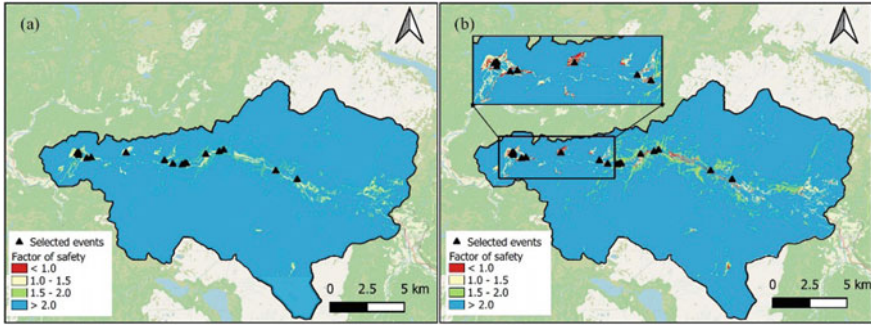 (a)
Selected events
Factor of safety
< 1.0
1.0 - 1.5
1.5 - 2.0
> 2.0
0 2.5 5 km
(b)
Selected events
Factor of safety
< 1.0
1.0 - 1.5
1.5 - 2.0
> 2.0
0 2.5 5 km